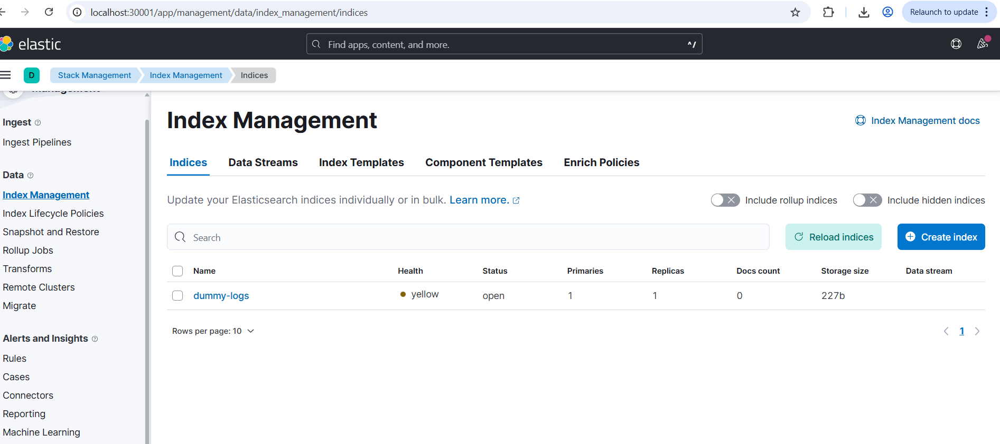 localhost:30001/app/management/data/index_management/indices
Relaunch to update
elastic
Find apps, content, and more.
^/
D
Stack Management
Index Management
Indices
Management
Ingest
Ingest Pipelines
Data
Index Management
Index Lifecycle Policies
Snapshot and Restore
Rollup Jobs
Transforms
Remote Clusters
Migrate
Alerts and Insights
Rules
Cases
Connectors
Reporting
Machine Learning
Index Management
Index Management docs
Indices Data Streams Index Templates Component Templates Enrich Policies
Update your Elasticsearch indices individually or in bulk. Learn more.
Include rollup indices
Include hidden indices
Search
Reload indices
Create index
Name Health Status Primaries Replicas Docs count Storage size Data stream
dummy-logs yellow open 1 1 0 227b
Rows per page: 10
1